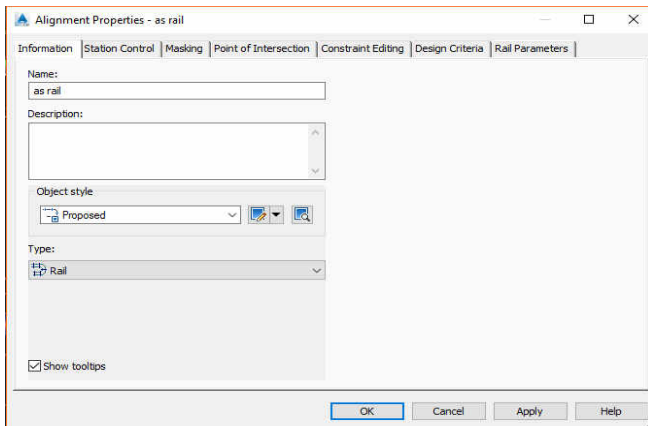 Alignment Properties - as rail
Information Station Control Masking Point of Intersection Constraint Editing Design Criteria Rail Parameters
Name:
as rail
Description:
Object style
Proposed
Type:
Rail
Show tooltips
OK Cancel Apply Help